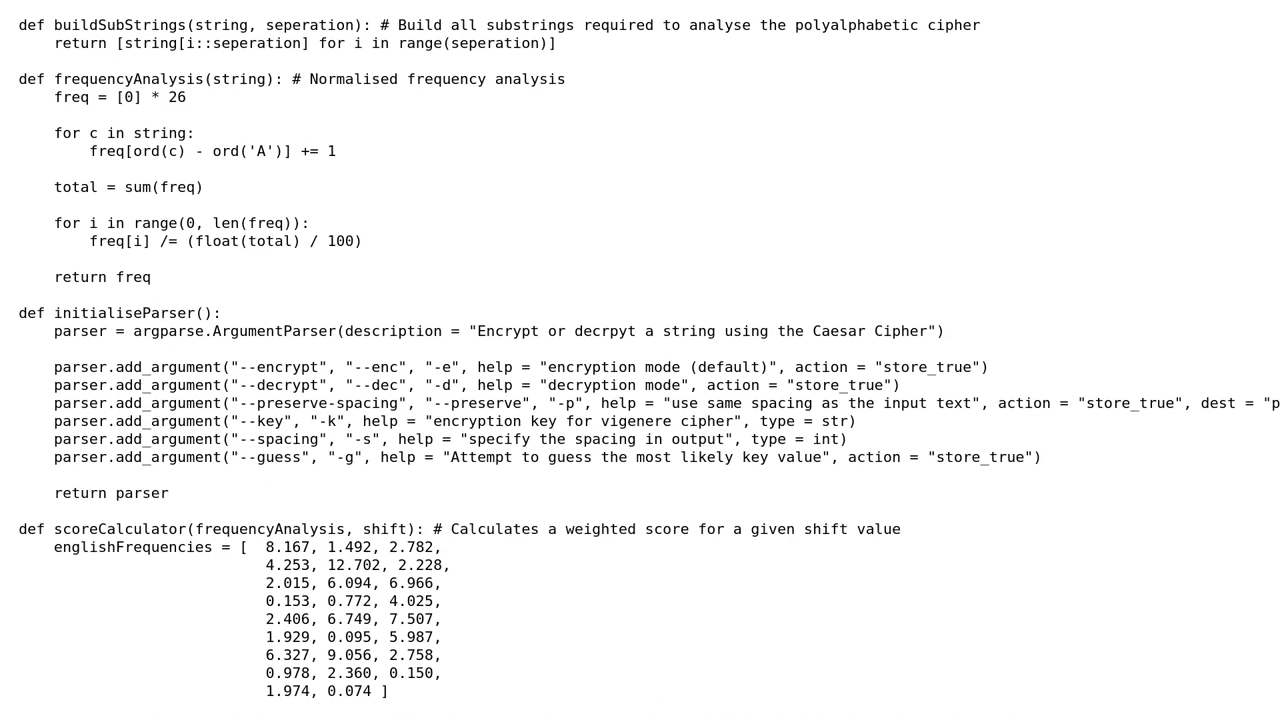 def buildSubStrings(string, seperation): # Build all substrings required to analyse the polyalphabetic cipher
    return [string[i::seperation] for i in range(seperation)]

def frequencyAnalysis(string): # Normalised frequency analysis
    freq = [0] * 26

    for c in string:
        freq[ord(c) - ord('A')] += 1

    total = sum(freq)

    for i in range(0, len(freq)):
        freq[i] /= (float(total) / 100)

    return freq

def initialiseParser():
    parser = argparse.ArgumentParser(description = "Encrypt or decrpyt a string using the Caesar Cipher")

    parser.add_argument("--encrypt", "--enc", "-e", help = "encryption mode (default)", action = "store_true")
    parser.add_argument("--decrypt", "--dec", "-d", help = "decryption mode", action = "store_true")
    parser.add_argument("--preserve-spacing", "--preserve", "-p", help = "use same spacing as the input text", action = "store_true", dest = "p
    parser.add_argument("--key", "-k", help = "encryption key for vigenere cipher", type = str)
    parser.add_argument("--spacing", "-s", help = "specify the spacing in output", type = int)
    parser.add_argument("--guess", "-g", help = "Attempt to guess the most likely key value", action = "store_true")

    return parser

def scoreCalculator(frequencyAnalysis, shift): # Calculates a weighted score for a given shift value
    englishFrequencies = [  8.167, 1.492, 2.782,
                            4.253, 12.702, 2.228,
                            2.015, 6.094, 6.966,
                            0.153, 0.772, 4.025,
                            2.406, 6.749, 7.507,
                            1.929, 0.095, 5.987,
                            6.327, 9.056, 2.758,
                            0.978, 2.360, 0.150,
                            1.974, 0.074 ]